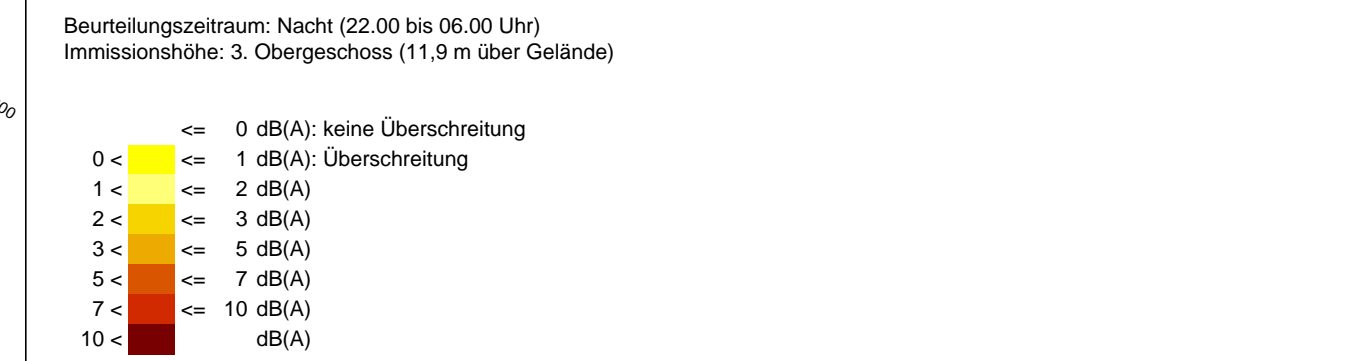 Beurteilungszeitraum: Nacht (22.00 bis 06.00 Uhr)
Immissionshöhe: 3. Obergeschoss (11,9 m über Gelände)
00
<= 0 dB(A): keine Überschreitung
0 < <= 1 dB(A): Überschreitung
1 < <= 2 dB(A)
2 < <= 3 dB(A)
3 < <= 5 dB(A)
5 < <= 7 dB(A)
7 < <= 10 dB(A)
10 < dB(A)